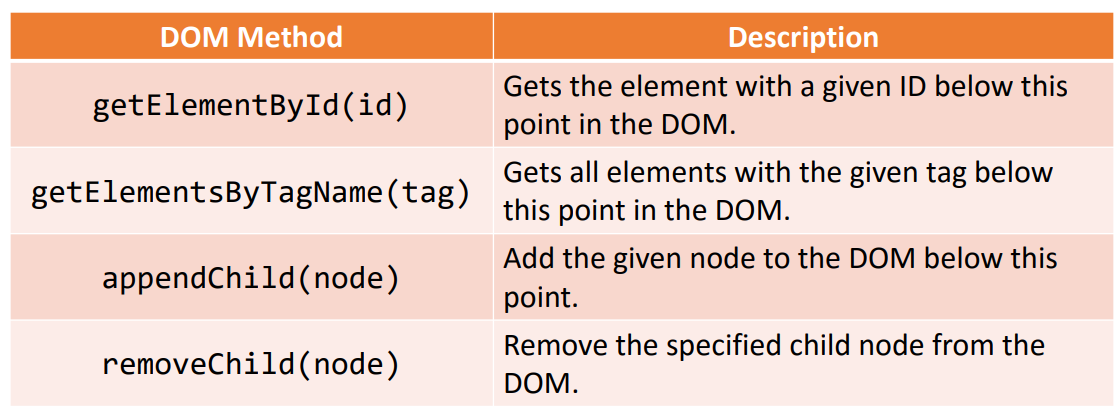 DOM Method Description
getElementById(id) Gets the element with a given ID below this
point in the DOM.
getElementsByTagName(tag) Gets all elements with the given tag below
this point in the DOM.
appendChild(node) Add the given node to the DOM below this
point.
removeChild(node) Remove the specified child node from the
DOM.